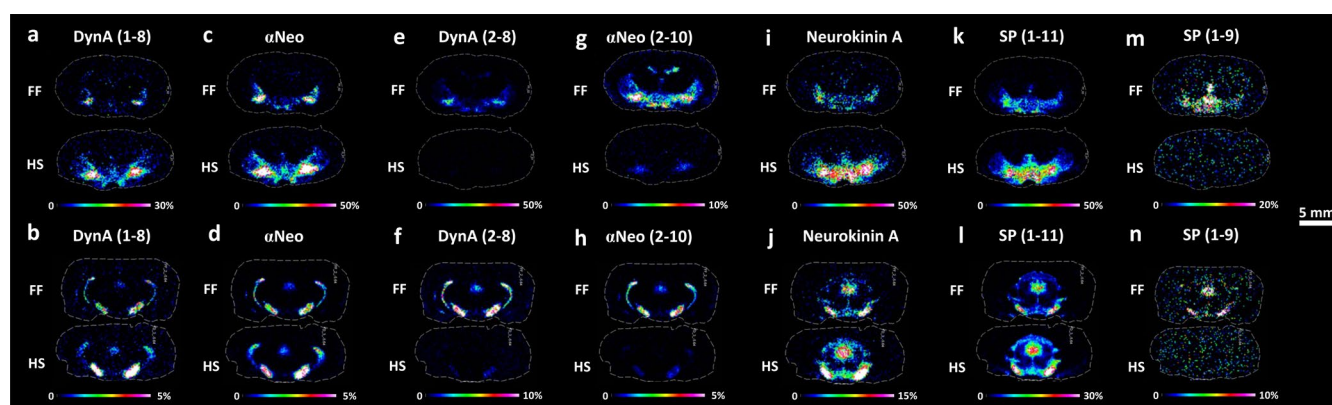 a DynA (1-8) c αNeo e DynA (2-8) g αNeo (2-10) i Neurokinin A k SP (1-11) m SP (1-9)
FF FF FF FF FF FF FF
HS HS HS HS HS HS HS
0 30% 0 50% 0 50% 0 10% 0 50% 0 50% 0 20%
5 mm
b DynA (1-8) d αNeo f DynA (2-8) h αNeo (2-10) j Neurokinin A l SP (1-11) n SP (1-9)
FF FF FF FF FF FF FF
HS HS HS HS HS HS HS
0 5% 0 5% 0 10% 0 5% 0 15% 0 30% 0 10%